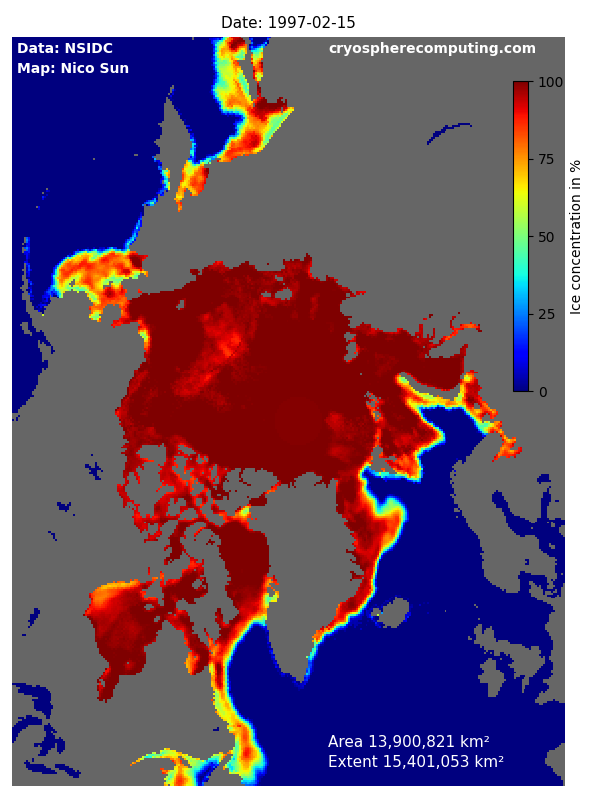 Date: 1997-02-15
Data: NSIDC
Map: Nico Sun
cryospherecomputing.com
100
75
50
25
0
Ice concentration in %
Area 13,900,821 km²
Extent 15,401,053 km²